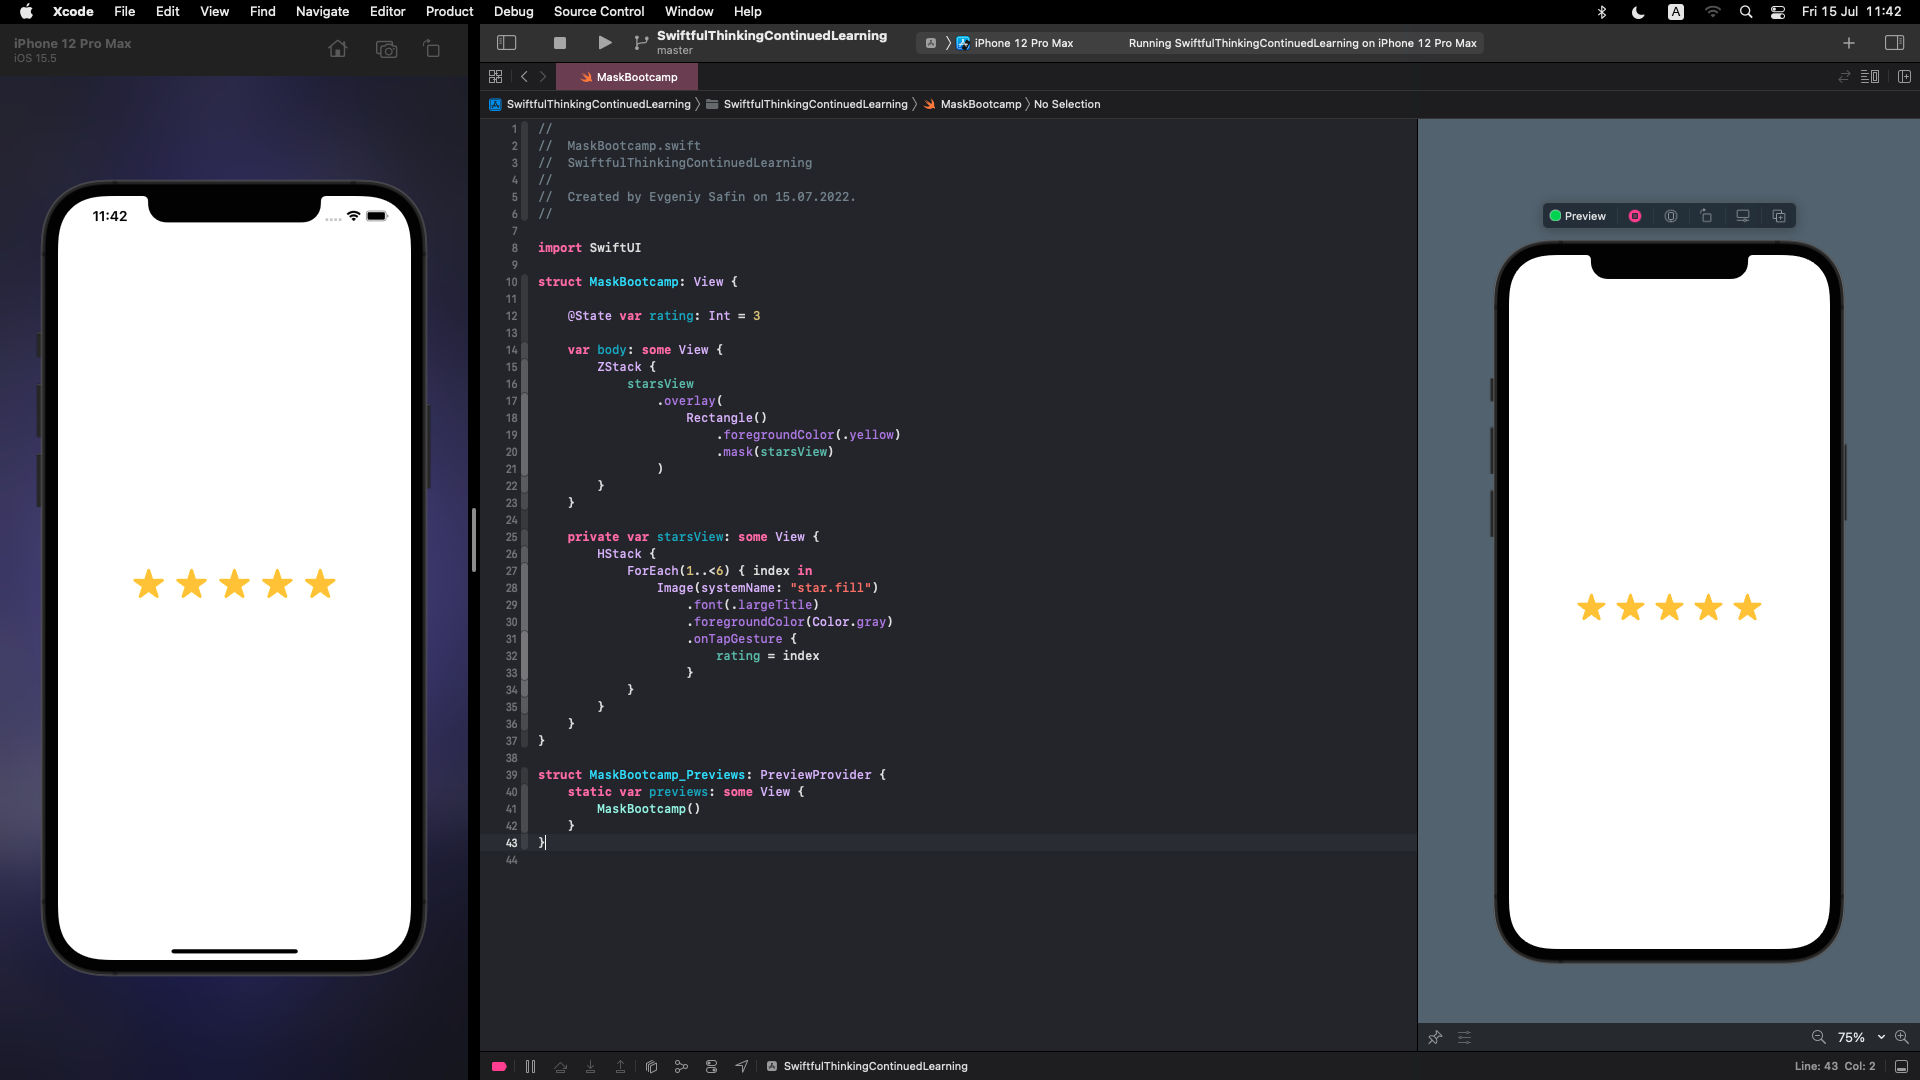 Xcode File Edit View Find Navigate Editor Product Debug Source Control Window Help A Fri 15 Jul 11:42
iPhone 12 Pro Max
iOS 15.5
SwiftfulThinkingContinuedLearning
master
iPhone 12 Pro Max
Running SwiftfulThinkingContinuedLearning on iPhone 12 Pro Max
MaskBootcamp
SwiftfulThinkingContinuedLearning 〉 SwiftfulThinkingContinuedLearning 〉 MaskBootcamp 〉 No Selection
11:42
1 //
2 //  MaskBootcamp.swift
3 //  SwiftfulThinkingContinuedLearning
4 //
5 //  Created by Evgeniy Safin on 15.07.2022.
6 //
7
8 import SwiftUI
9
10 struct MaskBootcamp: View {
11
12     @State var rating: Int = 3
13
14     var body: some View {
15         ZStack {
16             starsView
17                 .overlay(
18                     Rectangle()
19                         .foregroundColor(.yellow)
20                         .mask(starsView)
21                 )
22         }
23     }
24
25     private var starsView: some View {
26         HStack {
27             ForEach(1..<6) { index in
28                 Image(systemName: "star.fill")
29                     .font(.largeTitle)
30                     .foregroundColor(Color.gray)
31                     .onTapGesture {
32                         rating = index
33                     }
34             }
35         }
36     }
37 }
38
39 struct MaskBootcamp_Previews: PreviewProvider {
40     static var previews: some View {
41         MaskBootcamp()
42     }
43 }
44
Preview
75%
SwiftfulThinkingContinuedLearning
Line: 43 Col: 2